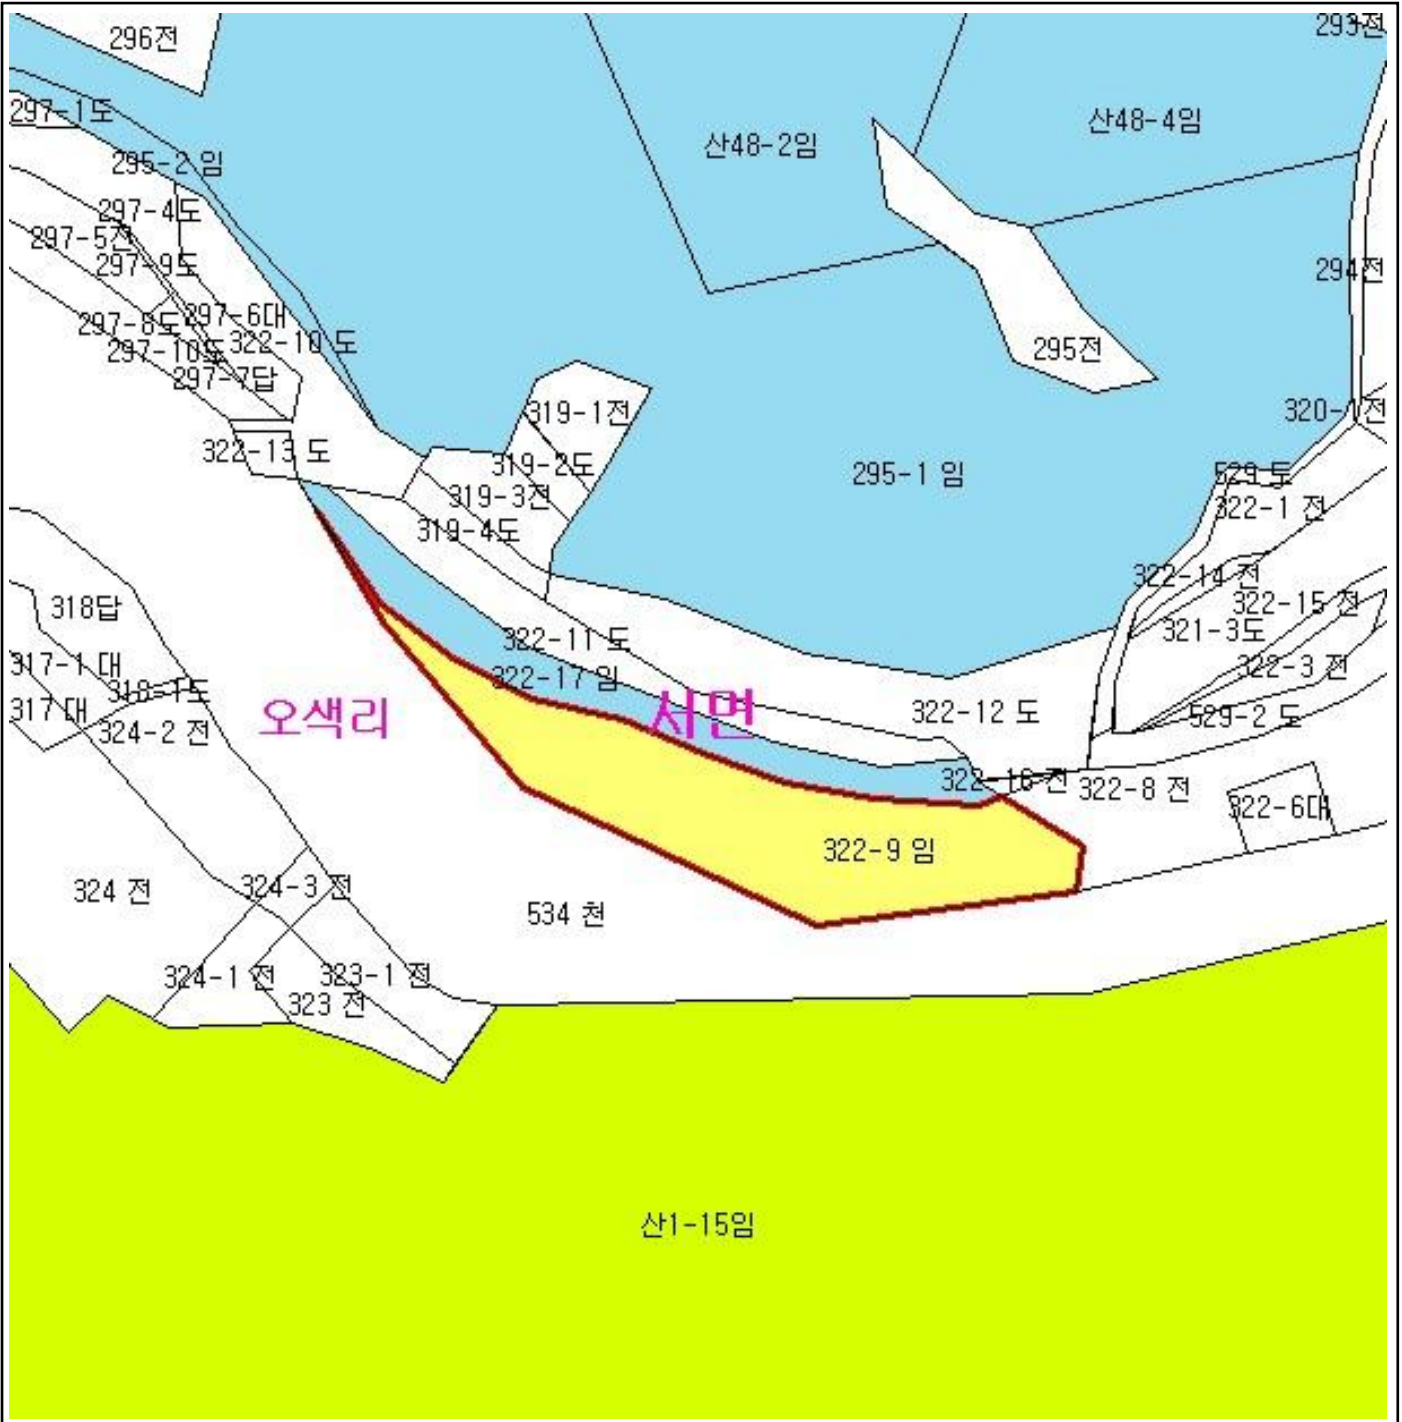 296전
293전
297-1도
산48-2임
산48-4임
295-2 임
297-4도
297-5전
297-9도
294전
297-6대
297-8도
322-10 도
297-10도
295전
297-7답
319-1전
320-1전
322-13 도
319-2도
295-1 임
529 도
319-3전
322-1 전
319-4도
322-14 전
318답
322-15 전
321-3도
322-11 도
317-1 대
322-3 전
322-17 임
318-1도
317 대
오색리
서면
322-12 도
529-2 도
324-2 전
322-16 전
322-8 전
322-6대
322-9 임
324 전
324-3 전
534 천
324-1 전
323-1 전
323 전
산1-15임